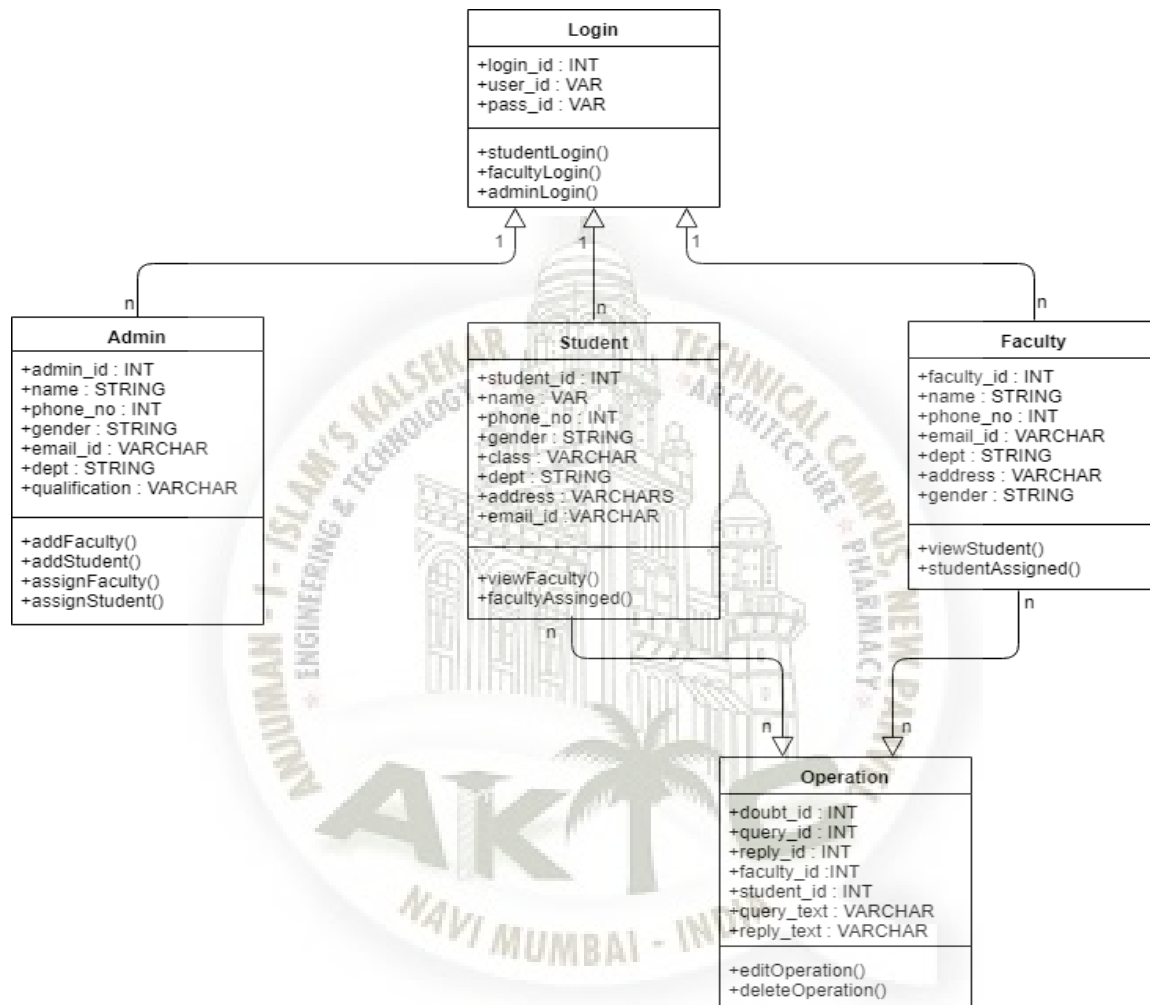 Login
+login_id : INT
+user_id : VAR
+pass_id : VAR
+studentLogin()
+facultyLogin()
+adminLogin()
1
1
1
n
n
n
Admin
+admin_id : INT
+name : STRING
+phone_no : INT
+gender : STRING
+email_id : VARCHAR
+dept : STRING
+qualification : VARCHAR
+addFaculty()
+addStudent()
+assignFaculty()
+assignStudent()
Student
+student_id : INT
+name : VAR
+phone_no : INT
+gender : STRING
+class : VARCHAR
+dept : STRING
+address : VARCHARS
+email_id :VARCHAR
+viewFaculty()
+facultyAssinged()
Faculty
+faculty_id : INT
+name : STRING
+phone_no : INT
+email_id : VARCHAR
+dept : STRING
+address : VARCHAR
+gender : STRING
+viewStudent()
+studentAssigned()
n
n
n
n
Operation
+doubt_id : INT
+query_id : INT
+reply_id : INT
+faculty_id :INT
+student_id : INT
+query_text : VARCHAR
+reply_text : VARCHAR
+editOperation()
+deleteOperation()
ANJUMAN - I - ISLAM'S KALSEKAR TECHNICAL CAMPUS, NEW PANVEL
ENGINEERING & TECHNOLOGY ARCHITECTURE PHARMACY
AKTC
NAVI MUMBAI - INDIA